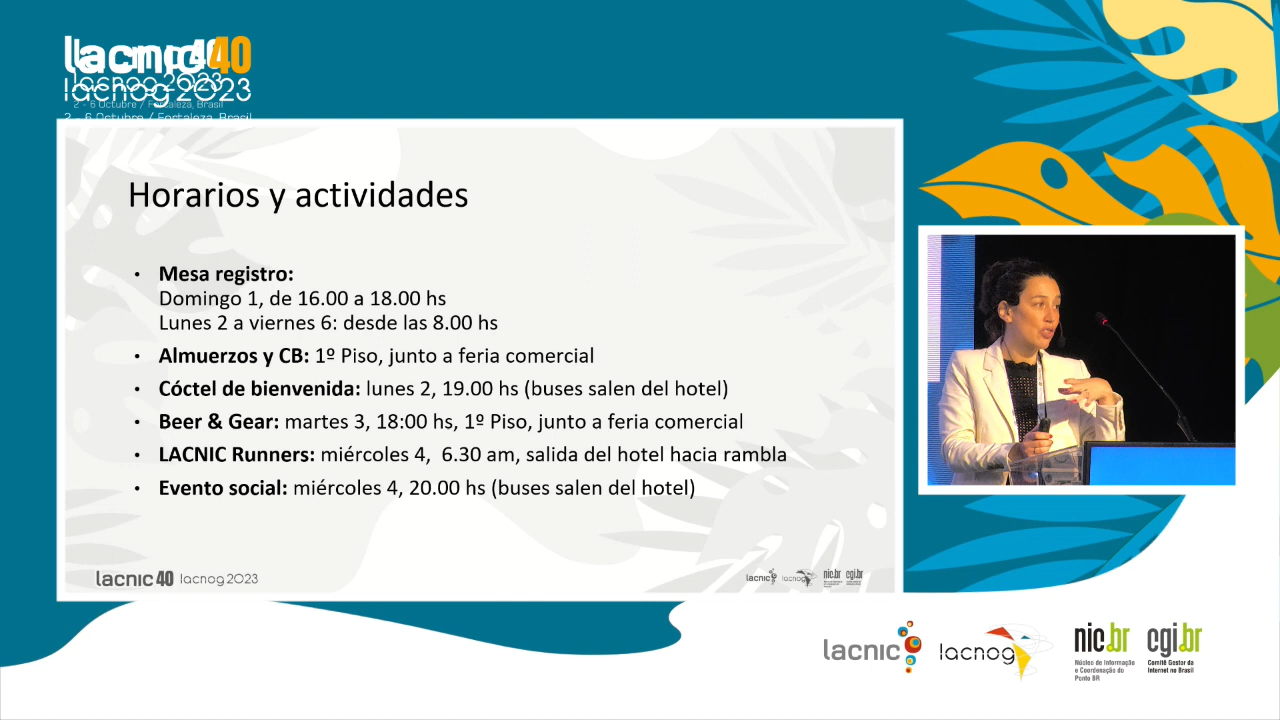 lacnic 40
lacnog 2023
2 - 6 Octubre / Fortaleza, Brasil
2 - 6 Octubre / Fortaleza, Brasil
Horarios y actividades
• Mesa registro:
Domingo 1, de 16.00 a 18.00 hs
Lunes 2 a viernes 6: desde las 8.00 hs
• Almuerzos y CB: 1º Piso, junto a feria comercial
• Cóctel de bienvenida: lunes 2, 19.00 hs (buses salen del hotel)
• Beer & Gear: martes 3, 18:00 hs, 1º Piso, junto a feria comercial
• LACNIC Runners: miércoles 4,  6.30 am, salida del hotel hacia rambla
• Evento social: miércoles 4, 20.00 hs (buses salen del hotel)
lacnic 40 lacnog 2023
lacnic lacnog nic.br cgi.br
lacnic lacnog nic.br cgi.br
Núcleo de Informação
e Coordenação do
Ponto BR
Comitê Gestor da
Internet no Brasil